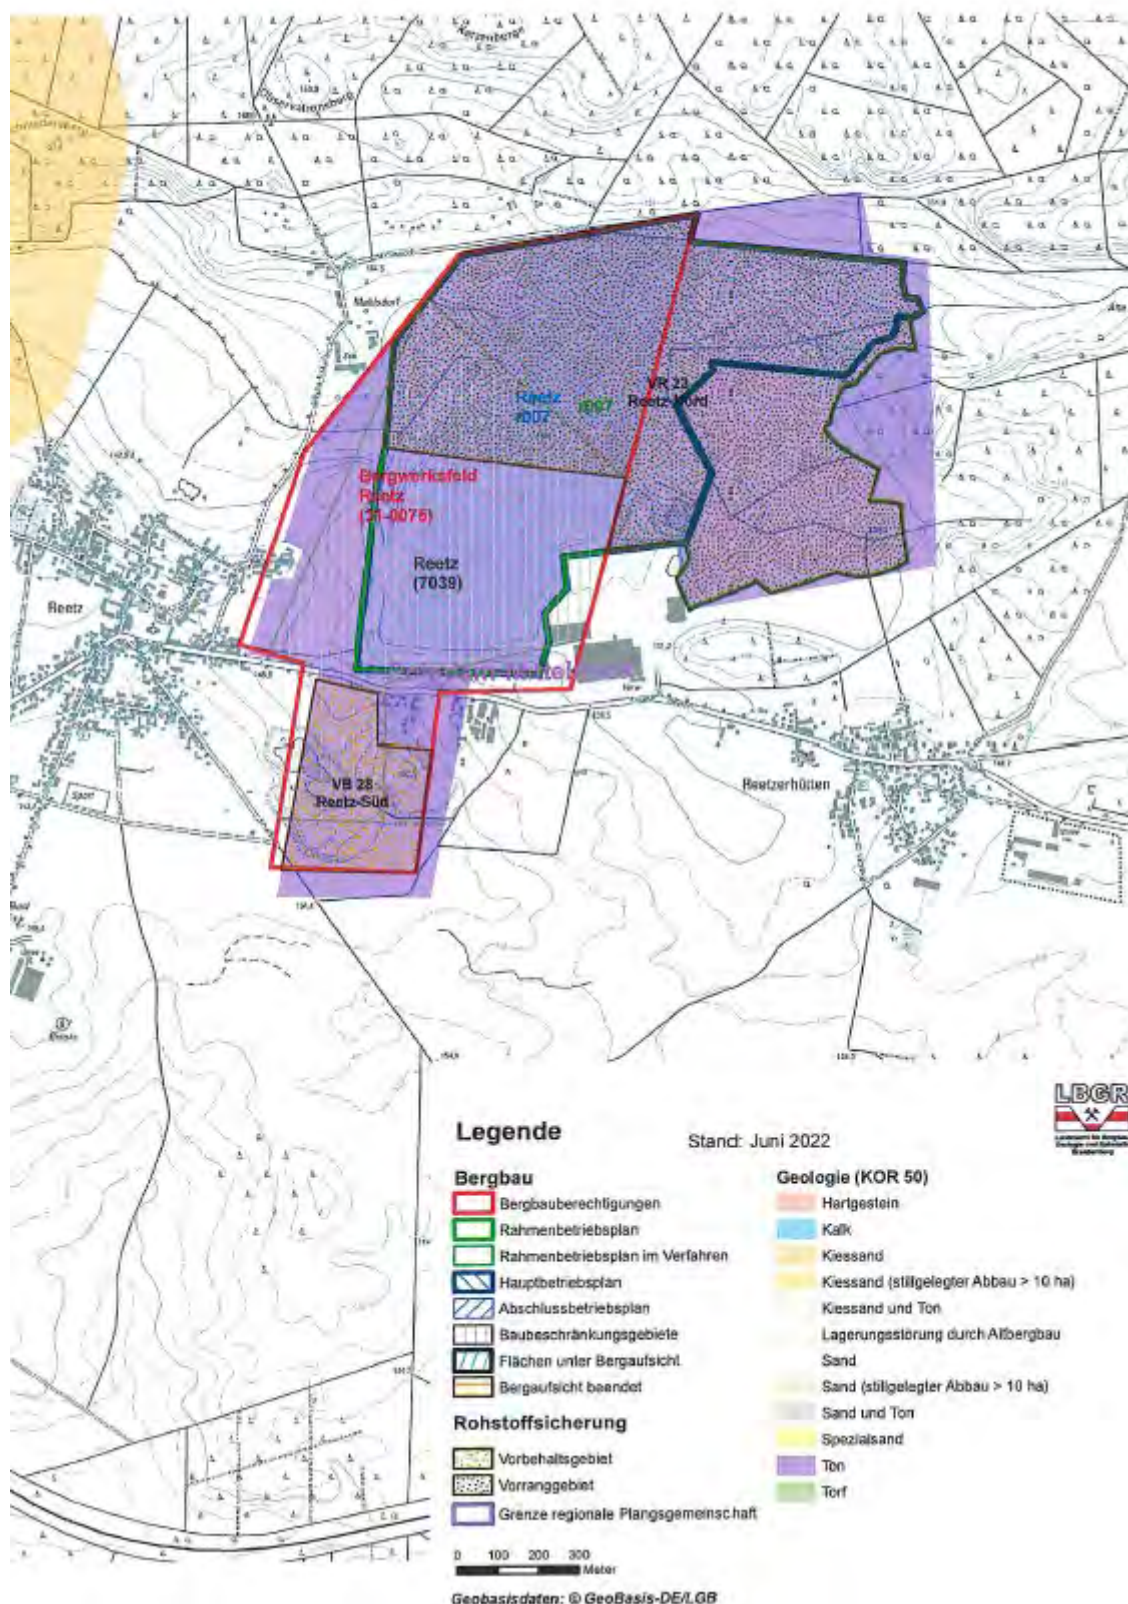 Observationsburg
Mahlsdorf
VR 23
Reetz-Nord
Reetz
r007
r007
Bergwerksfeld
Reetz
(31-0075)
Reetz
(7039)
Reetz
Reetzerhütten
VB 28
Reetz-Süd
Sport
Legende
Stand: Juni 2022
LBGR
Bergbau
Bergbauberechtigungen
Rahmenbetriebsplan
Rahmenbetriebsplan im Verfahren
Hauptbetriebsplan
Abschlussbetriebsplan
Baubeschränkungsgebiete
Flächen unter Bergaufsicht
Bergaufsicht beendet
Rohstoffsicherung
Vorbehaltsgebiet
Vorranggebiet
Grenze regionale Plangsgemeinschaft
Geologie (KOR 50)
Hartgestein
Kalk
Kiessand
Kiessand (stillgelegter Abbau > 10 ha)
Kiessand und Ton
Lagerungsstörung durch Altbergbau
Sand
Sand (stillgelegter Abbau > 10 ha)
Sand und Ton
Spezialsand
Ton
Torf
0 100 200 300
Meter
Geobasisdaten: © GeoBasis-DE/LGB